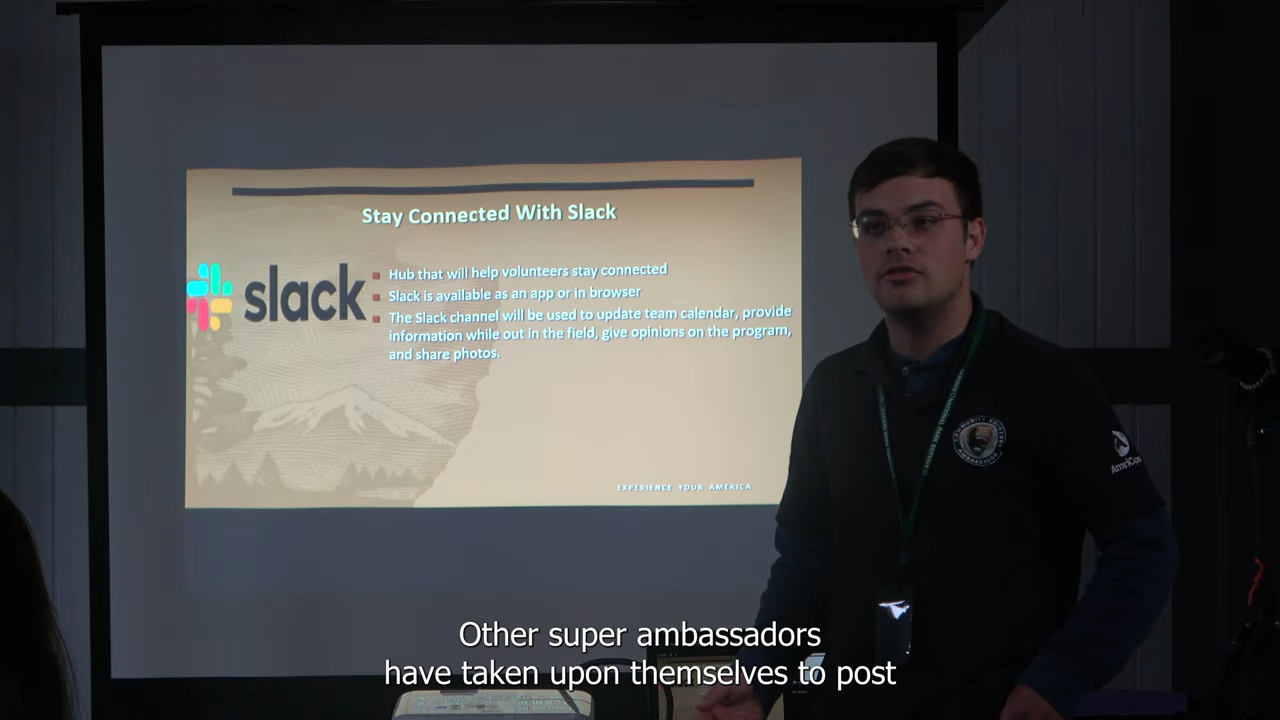 Stay Connected With Slack
slack
Hub that will help volunteers stay connected
Slack is available as an app or in browser
The Slack channel will be used to update team calendar, provide
information while out in the field, give opinions on the program,
and share photos.
EXPERIENCE YOUR AMERICA
AmeriCorps
Other super ambassadors
have taken upon themselves to post